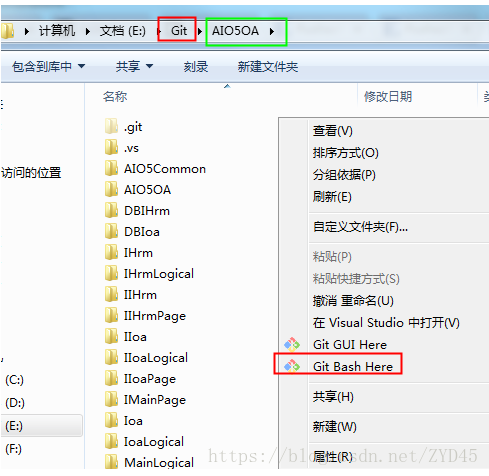 计算机 文档 (E:) Git AIO5OA
包含到库中 共享 刻录 新建文件夹
名称 修改日期
访问的位置
(C:)
(D:)
(E:)
(F:)
.git
.vs
AIO5Common
AIO5OA
DBIHrm
DBIoa
IHrm
IHrmLogical
IIHrm
IIHrmPage
IIoa
IIoaLogical
IIoaPage
IMainPage
Ioa
IoaLogical
MainLogical
查看(V)
排序方式(O)
分组依据(P)
刷新(E)
自定义文件夹(F)...
粘贴(P)
粘贴快捷方式(S)
撤消 重命名(U)
在 Visual Studio 中打开(V)
Git GUI Here
Git Bash Here
共享(H)
新建(W)
属性(R)
https://blog.csdn.net/ZYD45